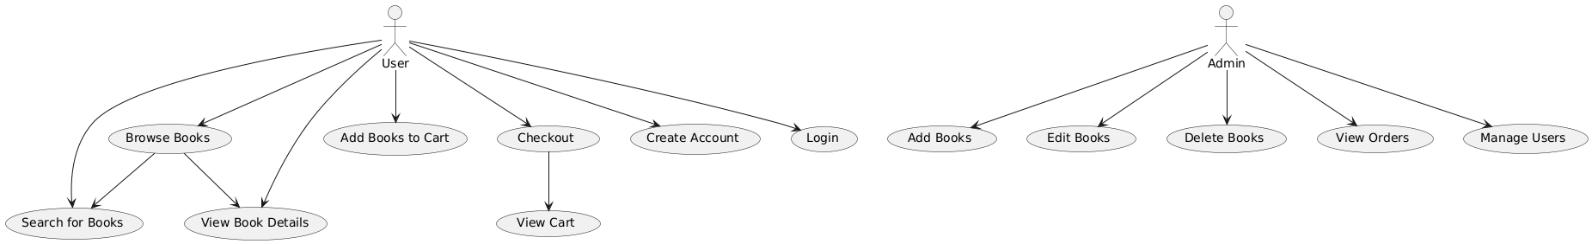 User
Admin
Browse Books
Add Books to Cart
Checkout
Create Account
Login
Add Books
Edit Books
Delete Books
View Orders
Manage Users
Search for Books
View Book Details
View Cart